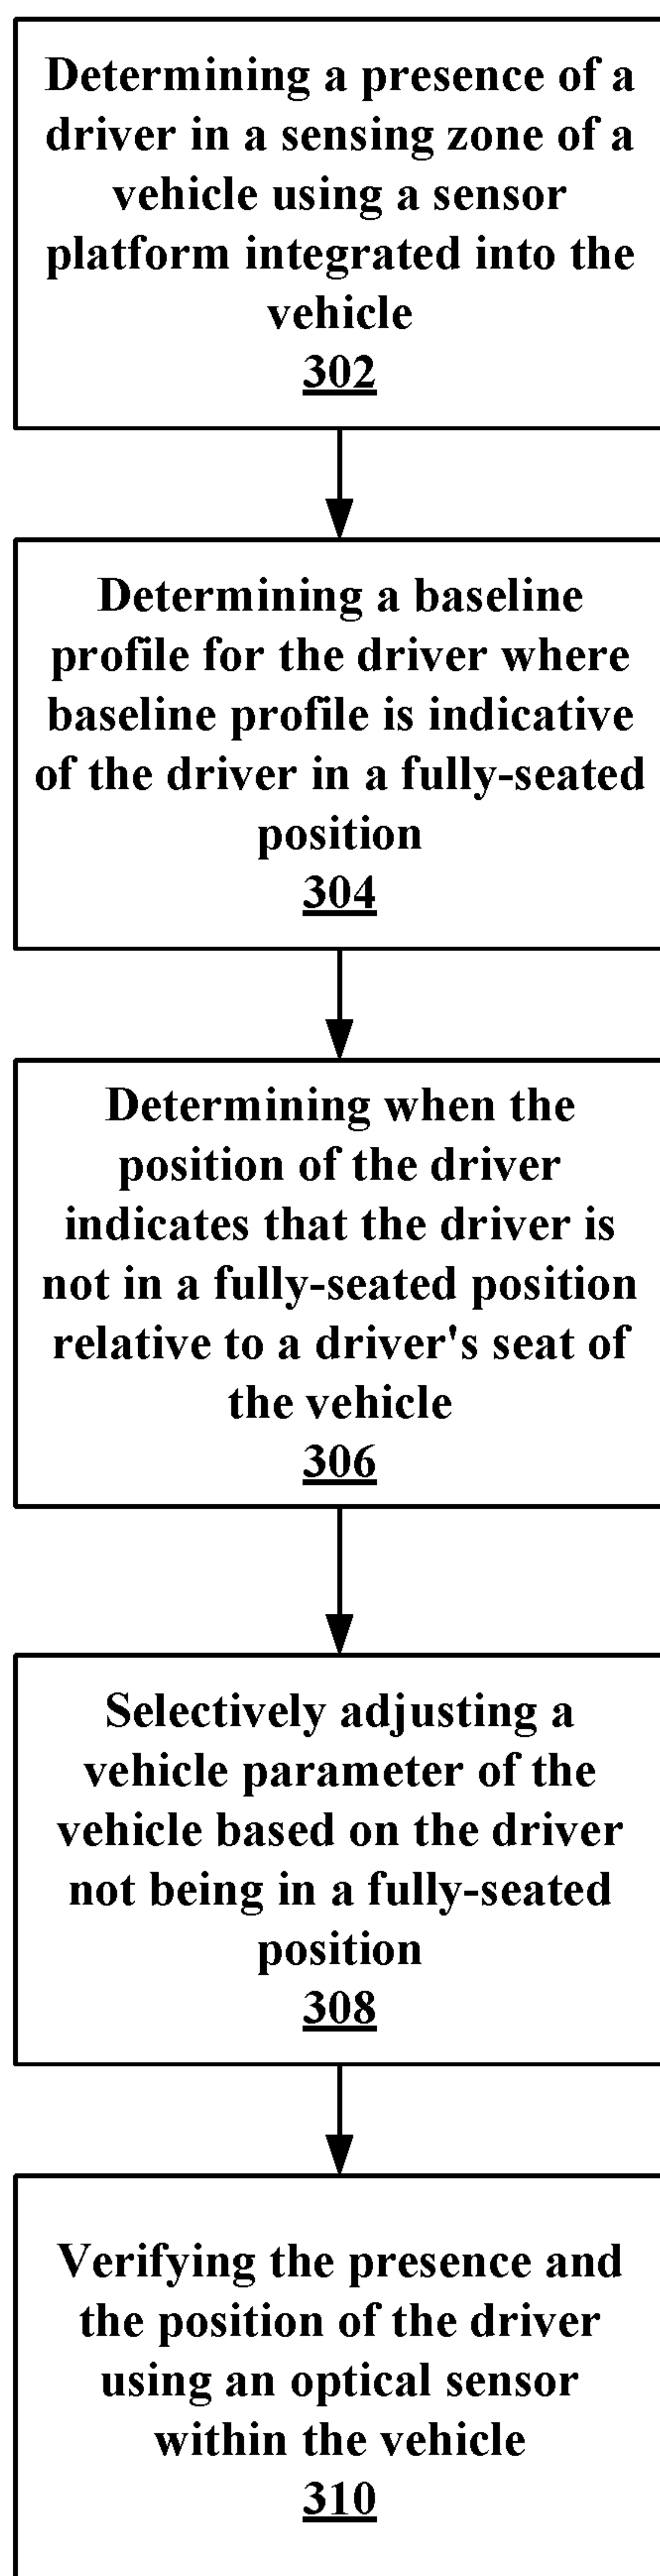 Determining a presence of a
driver in a sensing zone of a
vehicle using a sensor
platform integrated into the
vehicle
302
Determining a baseline
profile for the driver where
baseline profile is indicative
of the driver in a fully-seated
position
304
Determining when the
position of the driver
indicates that the driver is
not in a fully-seated position
relative to a driver's seat of
the vehicle
306
Selectively adjusting a
vehicle parameter of the
vehicle based on the driver
not being in a fully-seated
position
308
Verifying the presence and
the position of the driver
using an optical sensor
within the vehicle
310